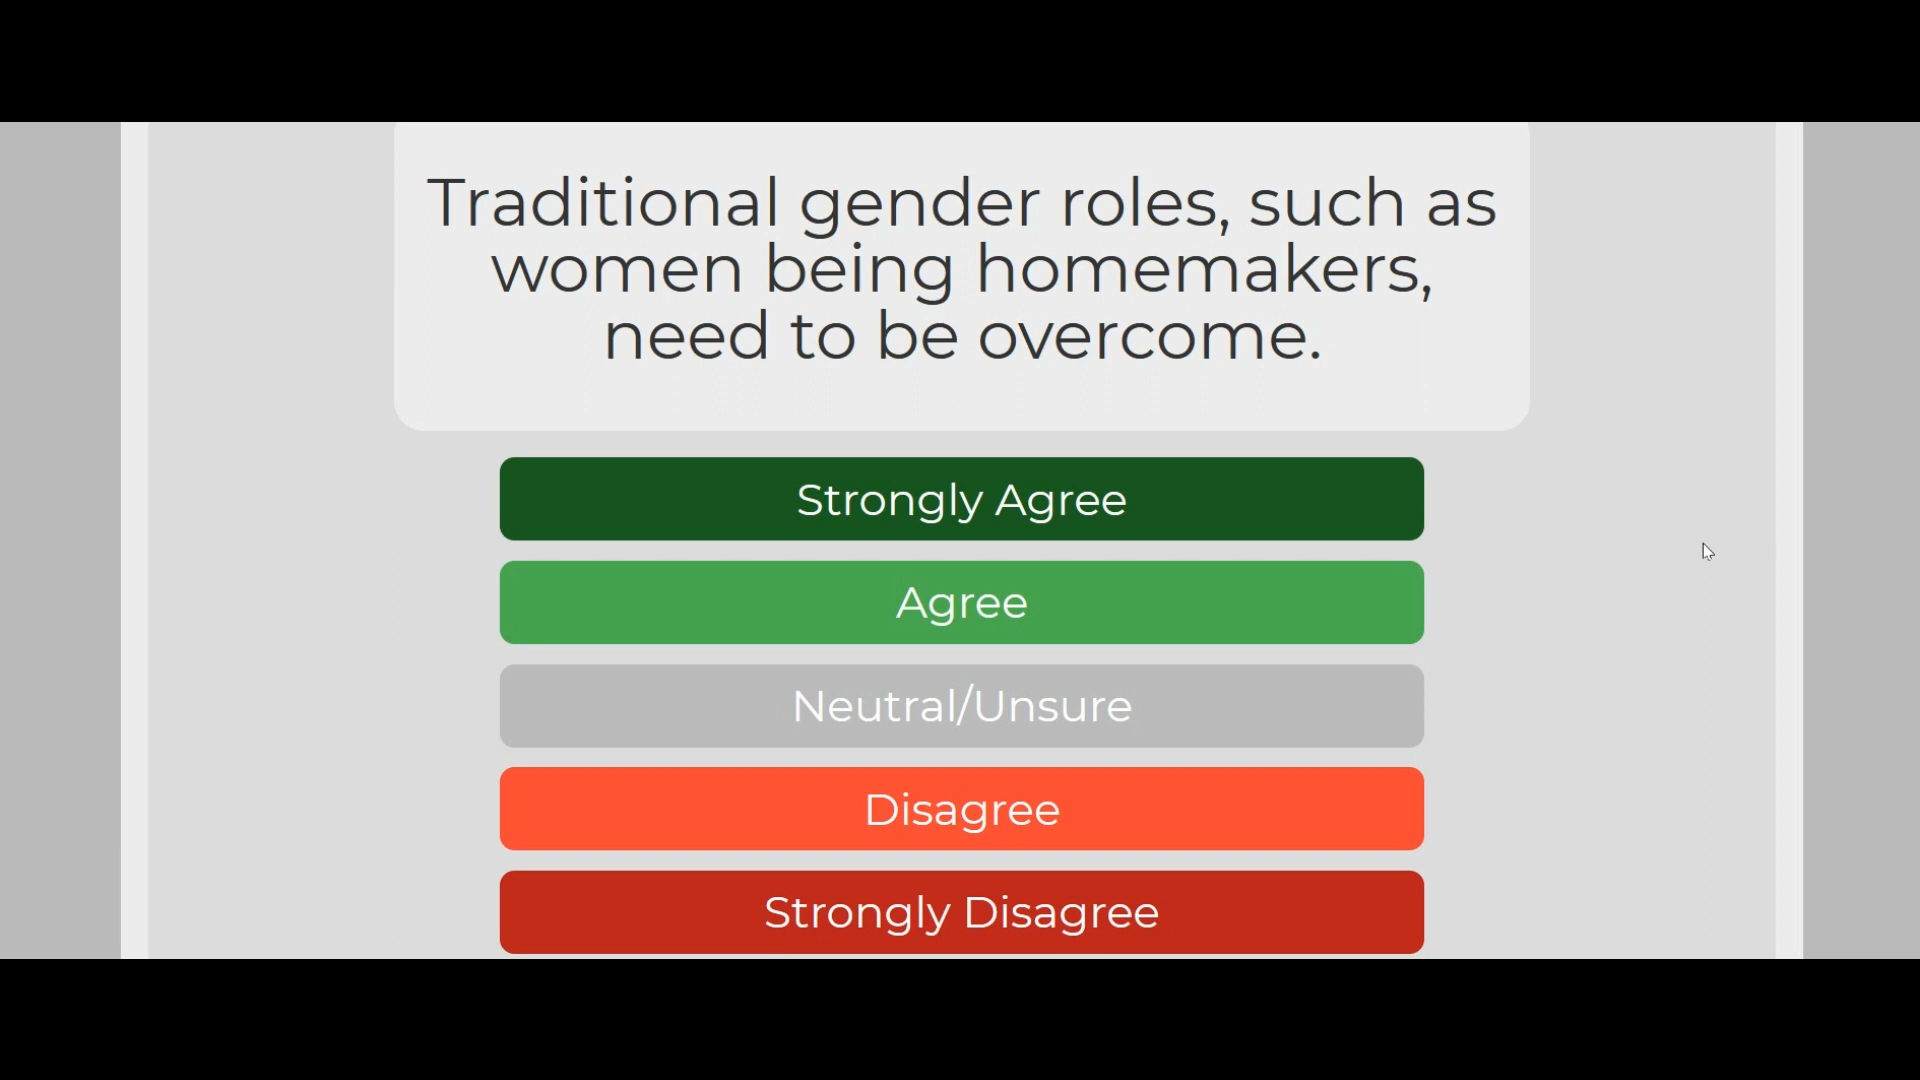 Traditional gender roles, such as
women being homemakers,
need to be overcome.
Strongly Agree
Agree
Neutral/Unsure
Disagree
Strongly Disagree